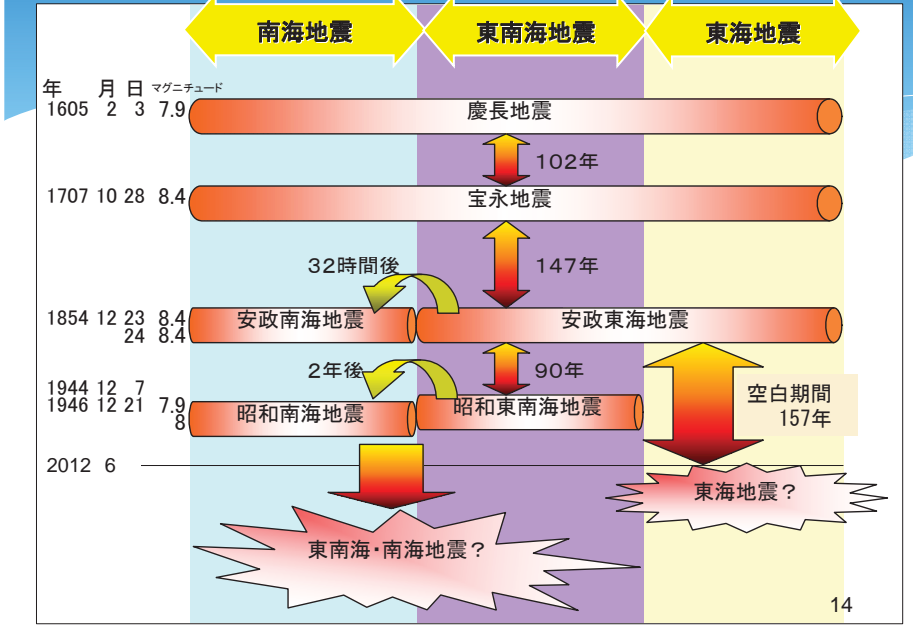 南海地震 東南海地震 東海地震
年 月 日 マグニチュード
1605 2 3 7.9 慶長地震
102年
1707 10 28 8.4 宝永地震
147年
32時間後
1854 12 23 8.4 安政南海地震 安政東海地震
24 8.4
2年後 90年
1944 12 7
1946 12 21 7.9 昭和南海地震 昭和東南海地震
8
空白期間
157年
2012 6
東海地震?
東南海・南海地震?
14